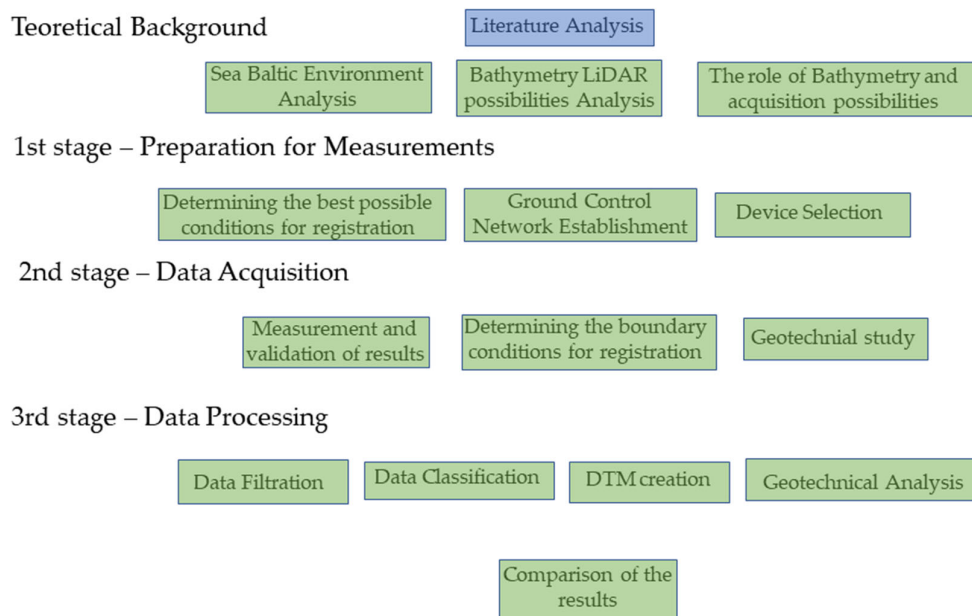 Teoretical Background
Literature Analysis
Sea Baltic Environment
Analysis
Bathymetry LiDAR
possibilities Analysis
The role of Bathymetry and
acquisition possibilities
1st stage – Preparation for Measurements
Determining the best possible
conditions for registration
Ground Control
Network Establishment
Device Selection
2nd stage – Data Acquisition
Measurement and
validation of results
Determining the boundary
conditions for registration
Geotechnial study
3rd stage – Data Processing
Data Filtration
Data Classification
DTM creation
Geotechnical Analysis
Comparison of the
results